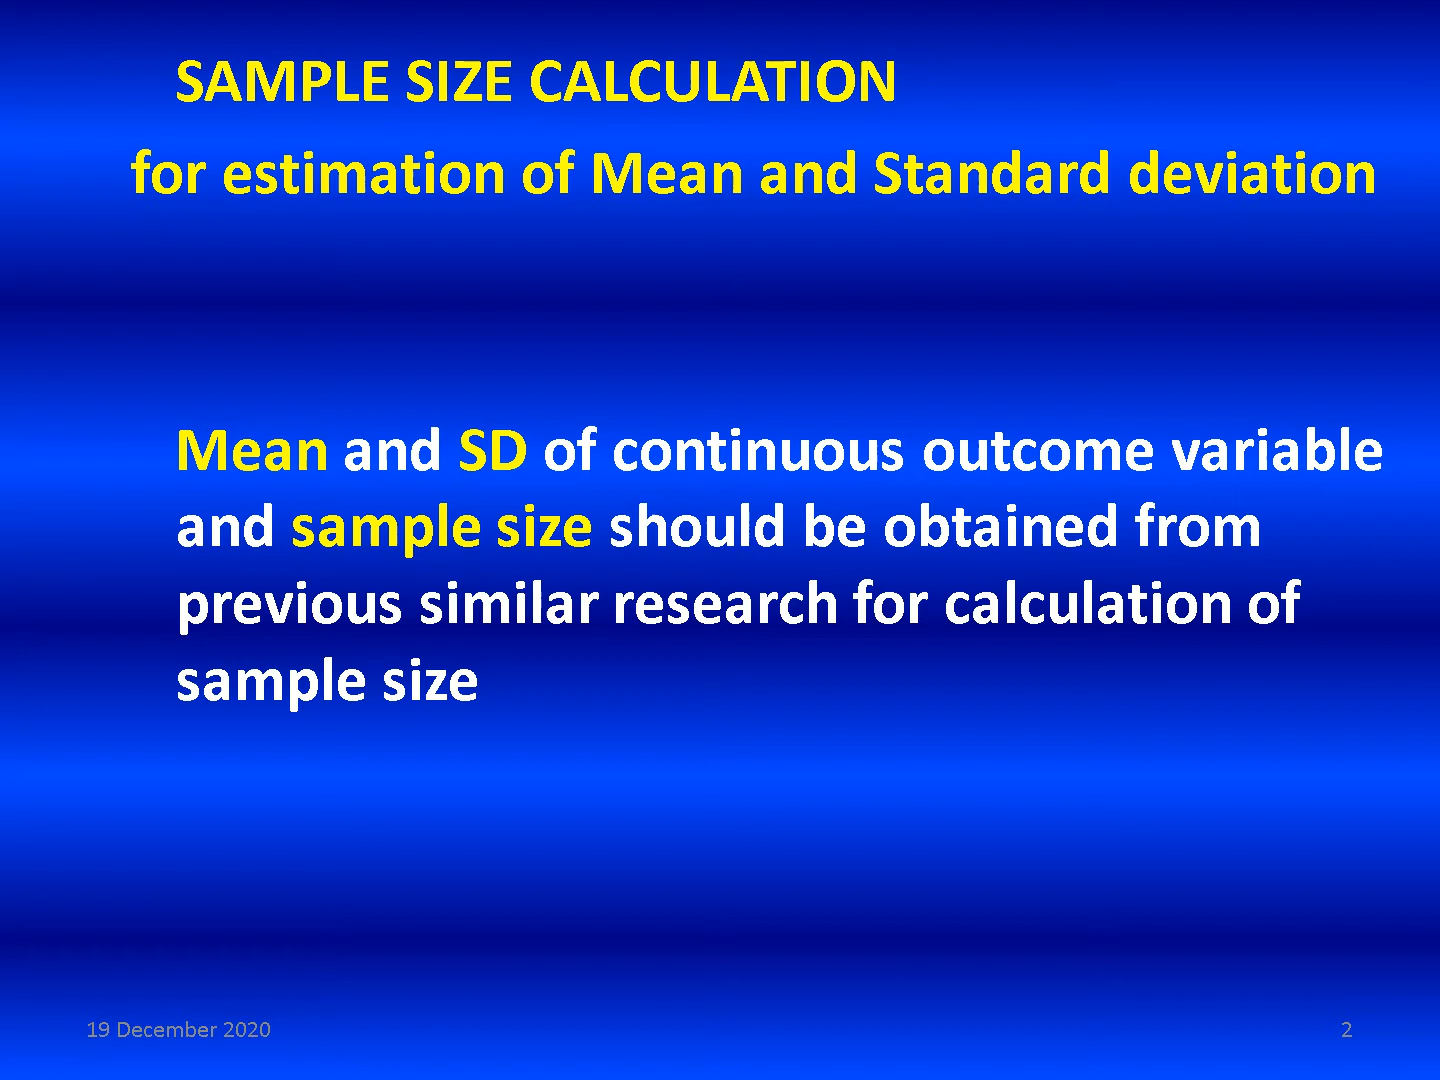 SAMPLE SIZE CALCULATION
for estimation of Mean and Standard deviation
Mean and SD of continuous outcome variable
and sample size should be obtained from
previous similar research for calculation of
sample size
19 December 2020
2